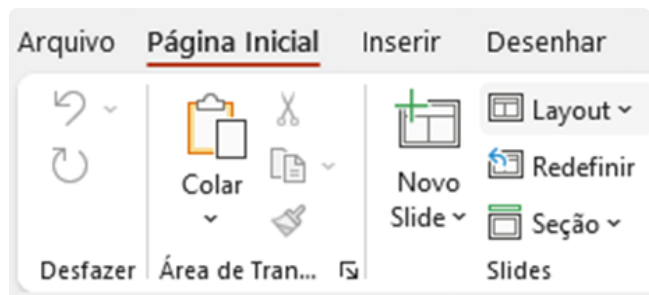 Arquivo Página Inicial Inserir Desenhar
Layout
Redefinir
Colar Novo
Slide Seção
Desfazer Área de Tran... Slides